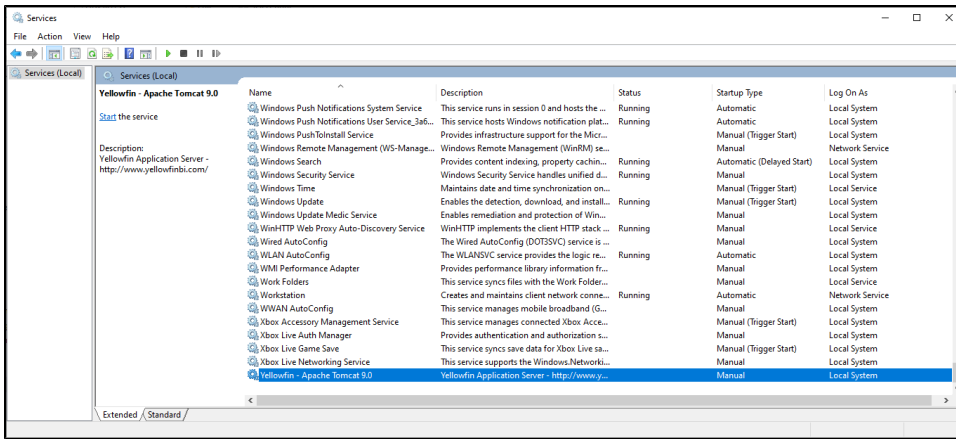 Services
File Action View Help
Services (Local)
Services (Local)
Yellowfin - Apache Tomcat 9.0
Start the service
Description:
Yellowfin Application Server -
http://www.yellowfinbi.com/
Name Description Status Startup Type Log On As
Windows Push Notifications System Service This service runs in session 0 and hosts the ... Running Automatic Local System
Windows Push Notifications User Service_3a6... This service hosts Windows notification plat... Running Automatic Local System
Windows PushToInstall Service Provides infrastructure support for the Micr... Manual (Trigger Start) Local System
Windows Remote Management (WS-Manage... Windows Remote Management (WinRM) se... Manual Network Service
Windows Search Provides content indexing, property cachin... Running Automatic (Delayed Start) Local System
Windows Security Service Windows Security Service handles unified d... Running Manual Local System
Windows Time Maintains date and time synchronization on... Manual (Trigger Start) Local Service
Windows Update Enables the detection, download, and install... Running Manual (Trigger Start) Local System
Windows Update Medic Service Enables remediation and protection of Win... Manual Local System
WinHTTP Web Proxy Auto-Discovery Service WinHTTP implements the client HTTP stack ... Running Manual Local Service
Wired AutoConfig The Wired AutoConfig (DOT3SVC) service is ... Manual Local System
WLAN AutoConfig The WLANSVC service provides the logic re... Running Automatic Local System
WMI Performance Adapter Provides performance library information fr... Manual Local System
Work Folders This service syncs files with the Work Folder... Manual Local Service
Workstation Creates and maintains client network conne... Running Automatic Network Service
WWAN AutoConfig This service manages mobile broadband (G... Manual Local System
Xbox Accessory Management Service This service manages connected Xbox Acce... Manual (Trigger Start) Local System
Xbox Live Auth Manager Provides authentication and authorization s... Manual Local System
Xbox Live Game Save This service syncs save data for Xbox Live sa... Manual (Trigger Start) Local System
Xbox Live Networking Service This service supports the Windows.Networki... Manual Local System
Yellowfin - Apache Tomcat 9.0 Yellowfin Application Server - http://www.y... Manual Local System
Extended Standard